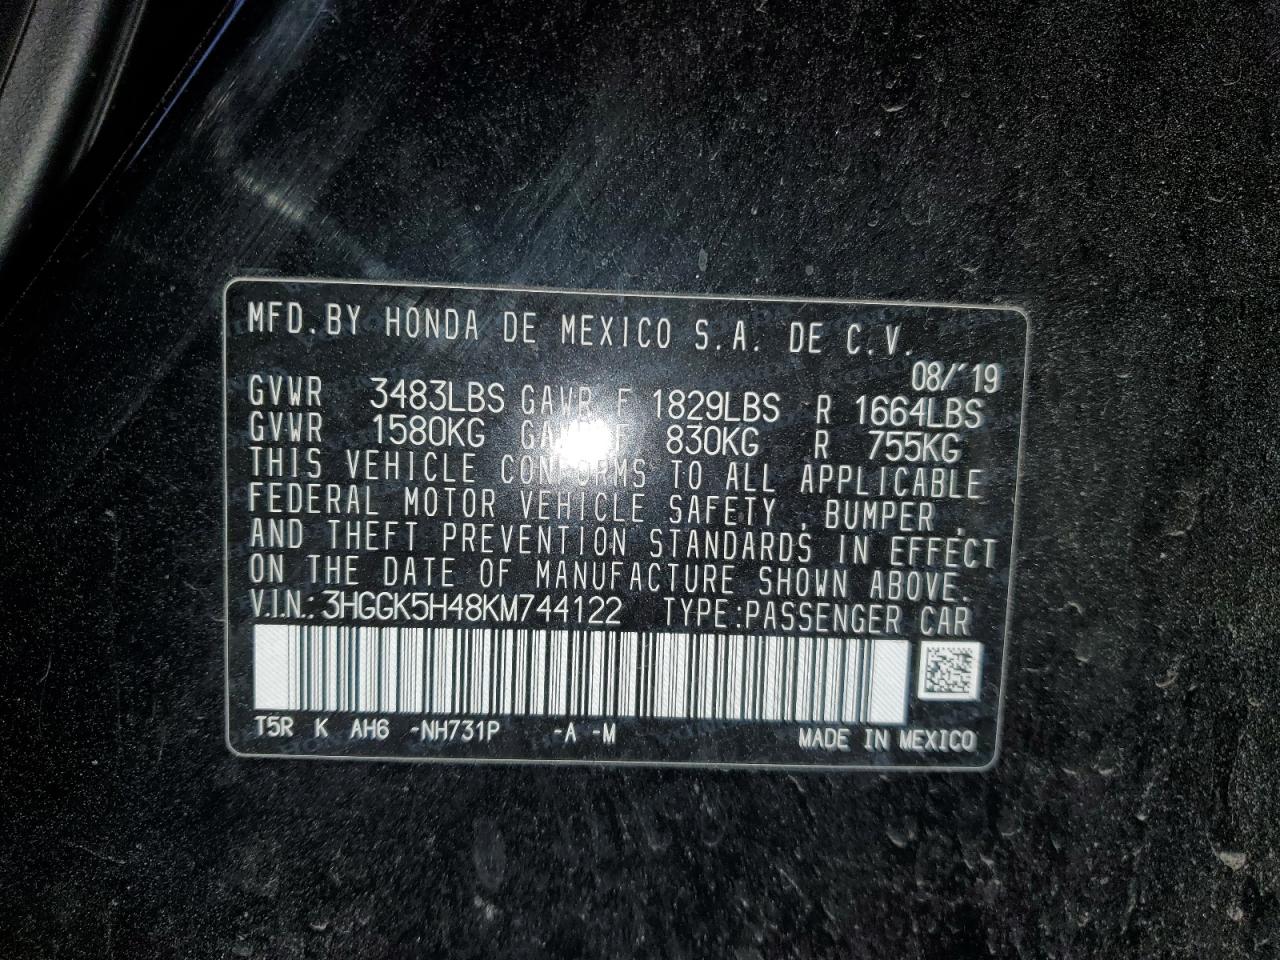 MFD.BY HONDA DE MEXICO S.A. DE C.V.
08/'19
GVWR 3483LBS GAWR F 1829LBS R 1664LBS
GVWR 1580KG GAWR F 830KG R 755KG
THIS VEHICLE CONFORMS TO ALL APPLICABLE
FEDERAL MOTOR VEHICLE SAFETY , BUMPER ,
AND THEFT PREVENTION STANDARDS IN EFFECT
ON THE DATE OF MANUFACTURE SHOWN ABOVE.
V.I.N.: 3HGGK5H48KM744122 TYPE:PASSENGER CAR
T5R K AH6 -NH731P -A -M MADE IN MEXICO